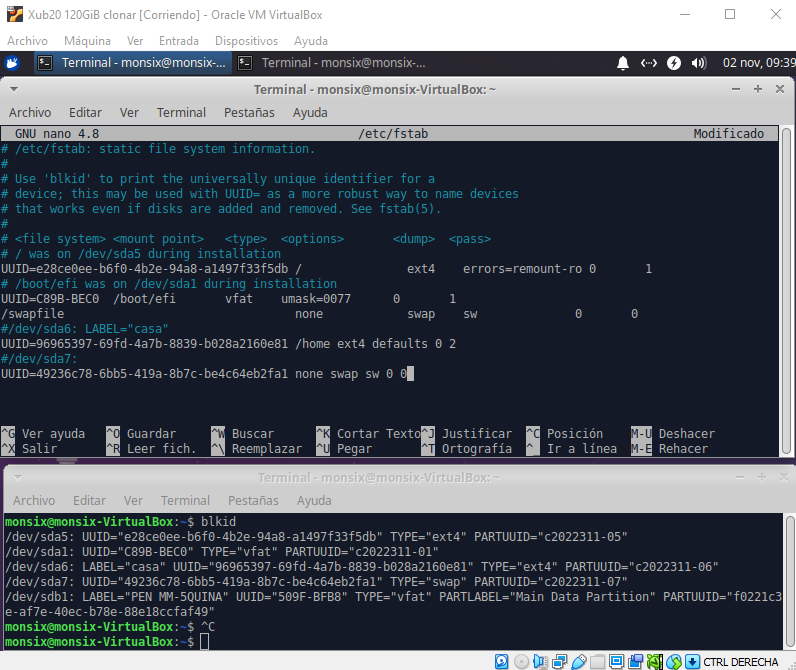 Xub20 120GiB clonar [Corriendo] - Oracle VM VirtualBox
Archivo Máquina Ver Entrada Dispositivos Ayuda
Terminal - monsix@monsix-... Terminal - monsix@monsix-... 02 nov, 09:39
Terminal - monsix@monsix-VirtualBox: ~
Archivo Editar Ver Terminal Pestañas Ayuda
GNU nano 4.8 /etc/fstab Modificado
# /etc/fstab: static file system information.
#
# Use 'blkid' to print the universally unique identifier for a
# device; this may be used with UUID= as a more robust way to name devices
# that works even if disks are added and removed. See fstab(5).
#
# <file system> <mount point> <type> <options> <dump> <pass>
# / was on /dev/sda5 during installation
UUID=e28ce0ee-b6f0-4b2e-94a8-a1497f33f5db / ext4 errors=remount-ro 0 1
# /boot/efi was on /dev/sda1 during installation
UUID=C89B-BEC0 /boot/efi vfat umask=0077 0 1
/swapfile none swap sw 0 0
#/dev/sda6: LABEL="casa"
UUID=96965397-69fd-4a7b-8839-b028a2160e81 /home ext4 defaults 0 2
#/dev/sda7:
UUID=49236c78-6bb5-419a-8b7c-be4c64eb2fa1 none swap sw 0 0
^G Ver ayuda ^O Guardar ^W Buscar ^K Cortar Texto ^J Justificar ^C Posición M-U Deshacer
^X Salir ^R Leer fich. ^\ Reemplazar ^U Pegar ^T Ortografía ^_ Ir a línea M-E Rehacer
Terminal - monsix@monsix-VirtualBox: ~
Archivo Editar Ver Terminal Pestañas Ayuda
monsix@monsix-VirtualBox:~$ blkid
/dev/sda5: UUID="e28ce0ee-b6f0-4b2e-94a8-a1497f33f5db" TYPE="ext4" PARTUUID="c2022311-05"
/dev/sda1: UUID="C89B-BEC0" TYPE="vfat" PARTUUID="c2022311-01"
/dev/sda6: LABEL="casa" UUID="96965397-69fd-4a7b-8839-b028a2160e81" TYPE="ext4" PARTUUID="c2022311-06"
/dev/sda7: UUID="49236c78-6bb5-419a-8b7c-be4c64eb2fa1" TYPE="swap" PARTUUID="c2022311-07"
/dev/sdb1: LABEL="PEN MM-5QUINA" UUID="509F-BFB8" TYPE="vfat" PARTLABEL="Main Data Partition" PARTUUID="f0221c3
e-af7e-40ec-b78e-88e18ccfaf49"
monsix@monsix-VirtualBox:~$ ^C
monsix@monsix-VirtualBox:~$
CTRL DERECHA